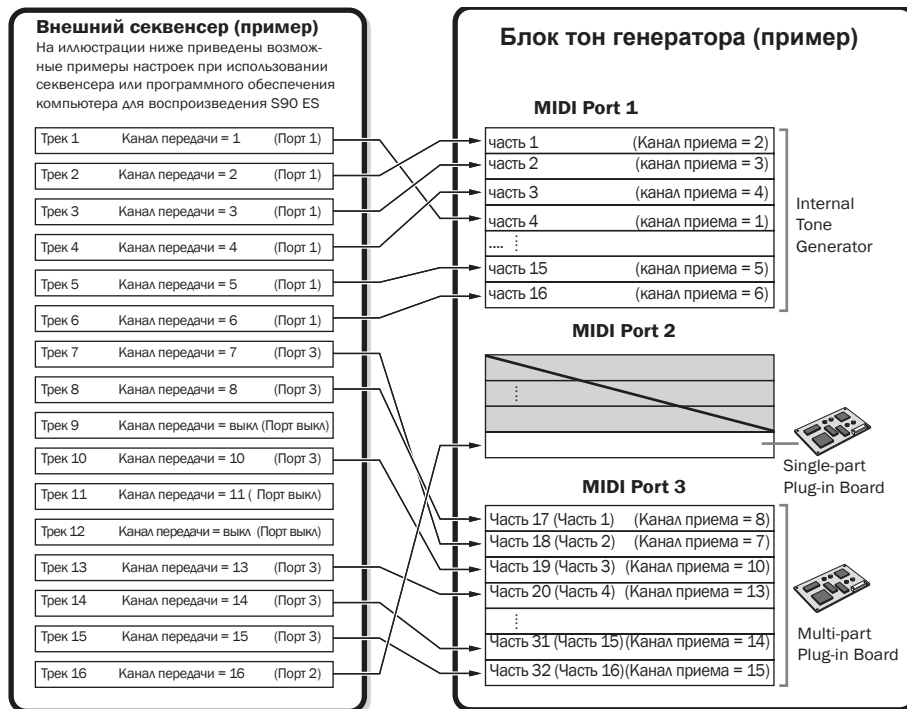 Внешний секвенсер (пример)
На иллюстрации ниже приведены возмож-
ные примеры настроек при использовании
секвенсера или программного обеспечения
компьютера для воспроизведения S90 ES
Трек 1 Канал передачи = 1 (Порт 1)
Трек 2 Канал передачи = 2 (Порт 1)
Трек 3 Канал передачи = 3 (Порт 1)
Трек 4 Канал передачи = 4 (Порт 1)
Трек 5 Канал передачи = 5 (Порт 1)
Трек 6 Канал передачи = 6 (Порт 1)
Трек 7 Канал передачи = 7 (Порт 3)
Трек 8 Канал передачи = 8 (Порт 3)
Трек 9 Канал передачи = выкл (Порт выкл)
Трек 10 Канал передачи = 10 (Порт 3)
Трек 11 Канал передачи = 11 ( Порт выкл)
Трек 12 Канал передачи = выкл (Порт выкл)
Трек 13 Канал передачи = 13 (Порт 3)
Трек 14 Канал передачи = 14 (Порт 3)
Трек 15 Канал передачи = 15 (Порт 3)
Трек 16 Канал передачи = 16 (Порт 2)
Блок тон генератора (пример)
MIDI Port 1
часть 1 (Канал приема = 2)
часть 2 (канал приема = 3)
часть 3 (канал приема = 4)
часть 4 (канал приема = 1)
....
часть 15 (канал приема = 5)
часть 16 (канал приема = 6)
Internal
Tone
Generator
MIDI Port 2
Single-part
Plug-in Board
MIDI Port 3
Часть 17 (Часть 1) (Канал приема = 8)
Часть 18 (Часть 2) (Канал приема = 7)
Часть 19 (Часть 3) (Канал приема = 10)
Часть 20 (Часть 4) (Канал приема = 13)
Часть 31 (Часть 15)(Канал приема = 14)
Часть 32 (Часть 16)(Канал приема = 15)
Multi-part
Plug-in Board